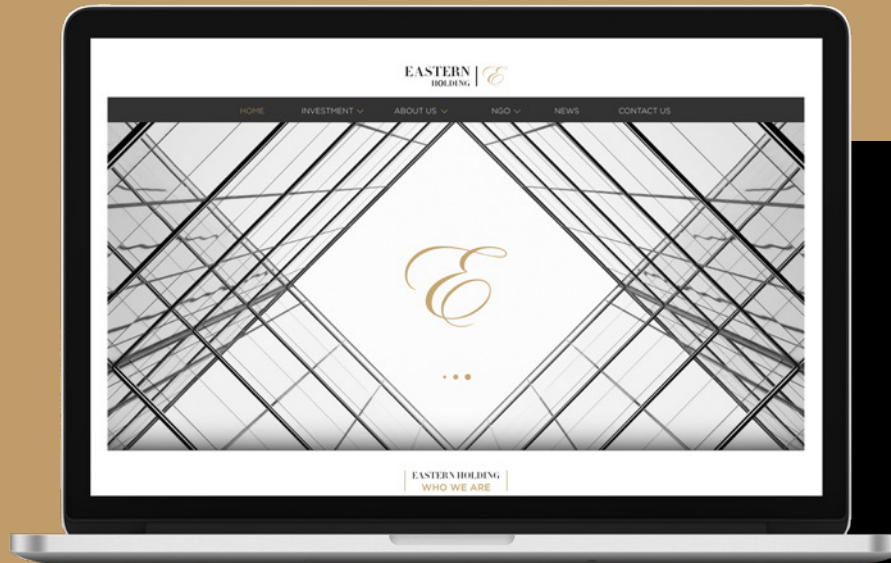 EASTERN
HOLDING
E
HOME INVESTMENT ABOUT US NGO NEWS CONTACT US
E
EASTERN HOLDING
WHO WE ARE